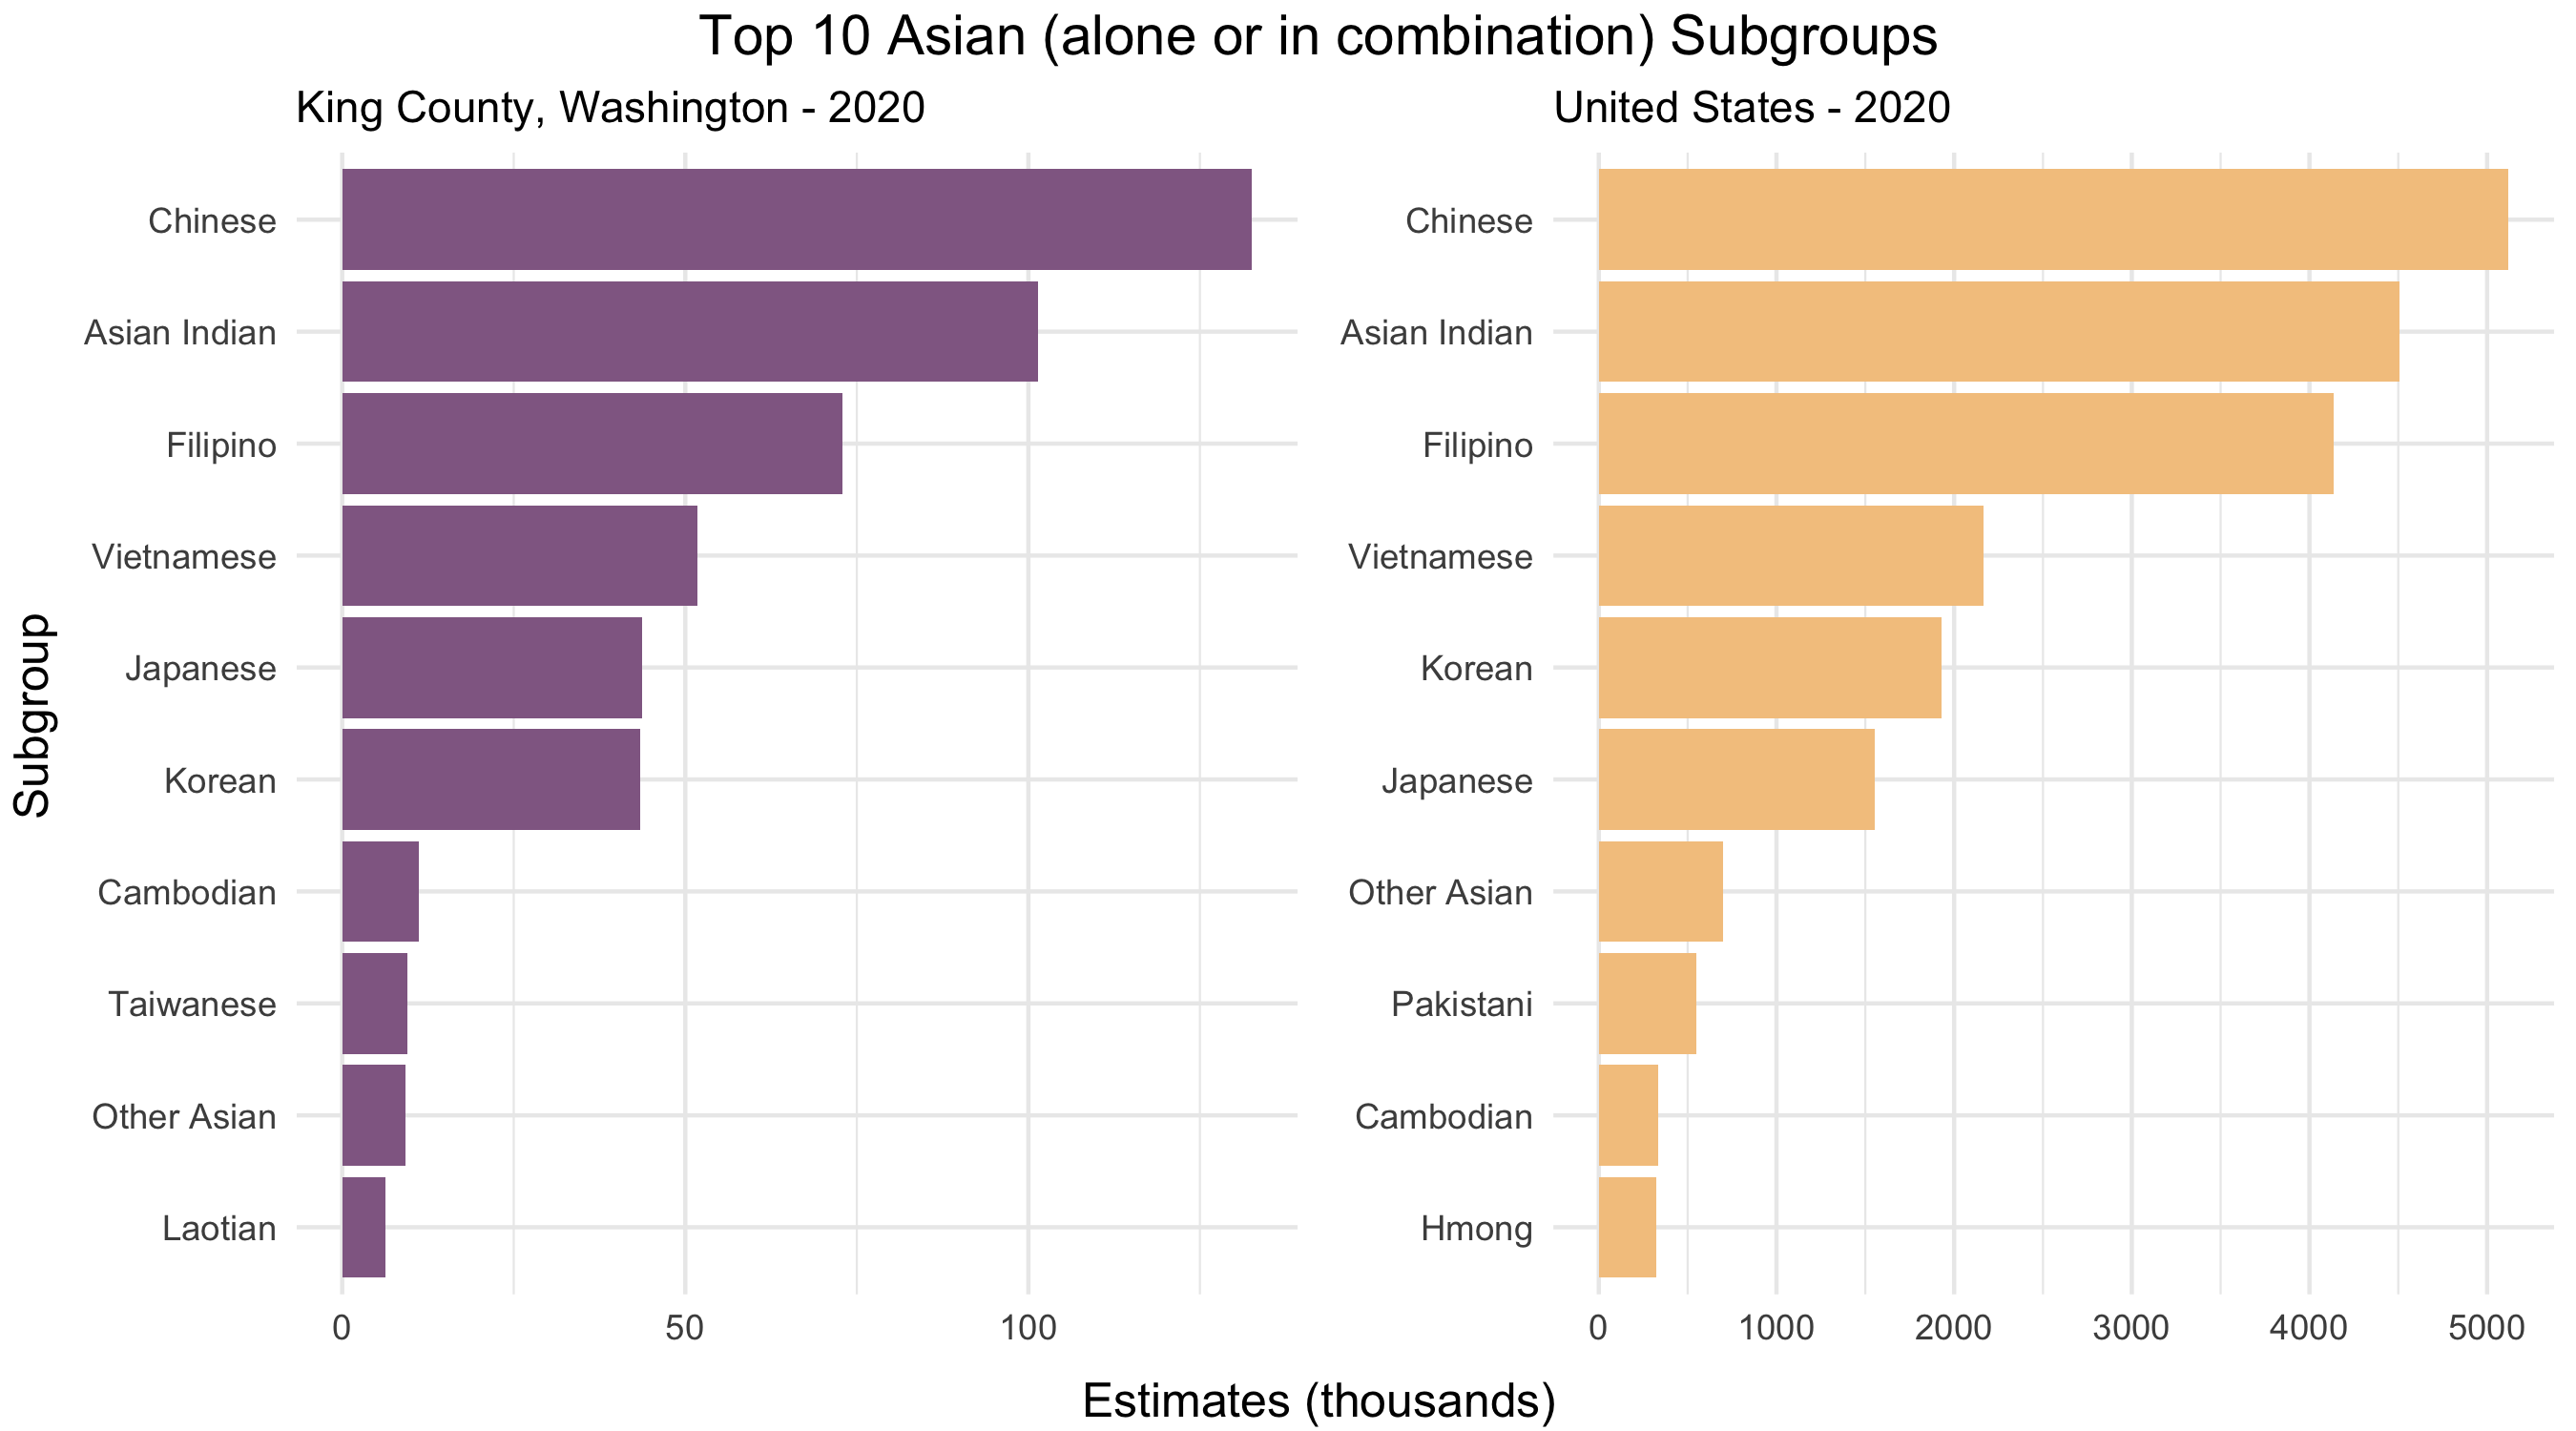 Top 10 Asian (alone or in combination) Subgroups
King County, Washington - 2020
Subgroup
Chinese
Asian Indian
Filipino
Vietnamese
Japanese
Korean
Cambodian
Taiwanese
Other Asian
Laotian
0 50 100
United States - 2020
Chinese
Asian Indian
Filipino
Vietnamese
Korean
Japanese
Other Asian
Pakistani
Cambodian
Hmong
0 1000 2000 3000 4000 5000
Estimates (thousands)